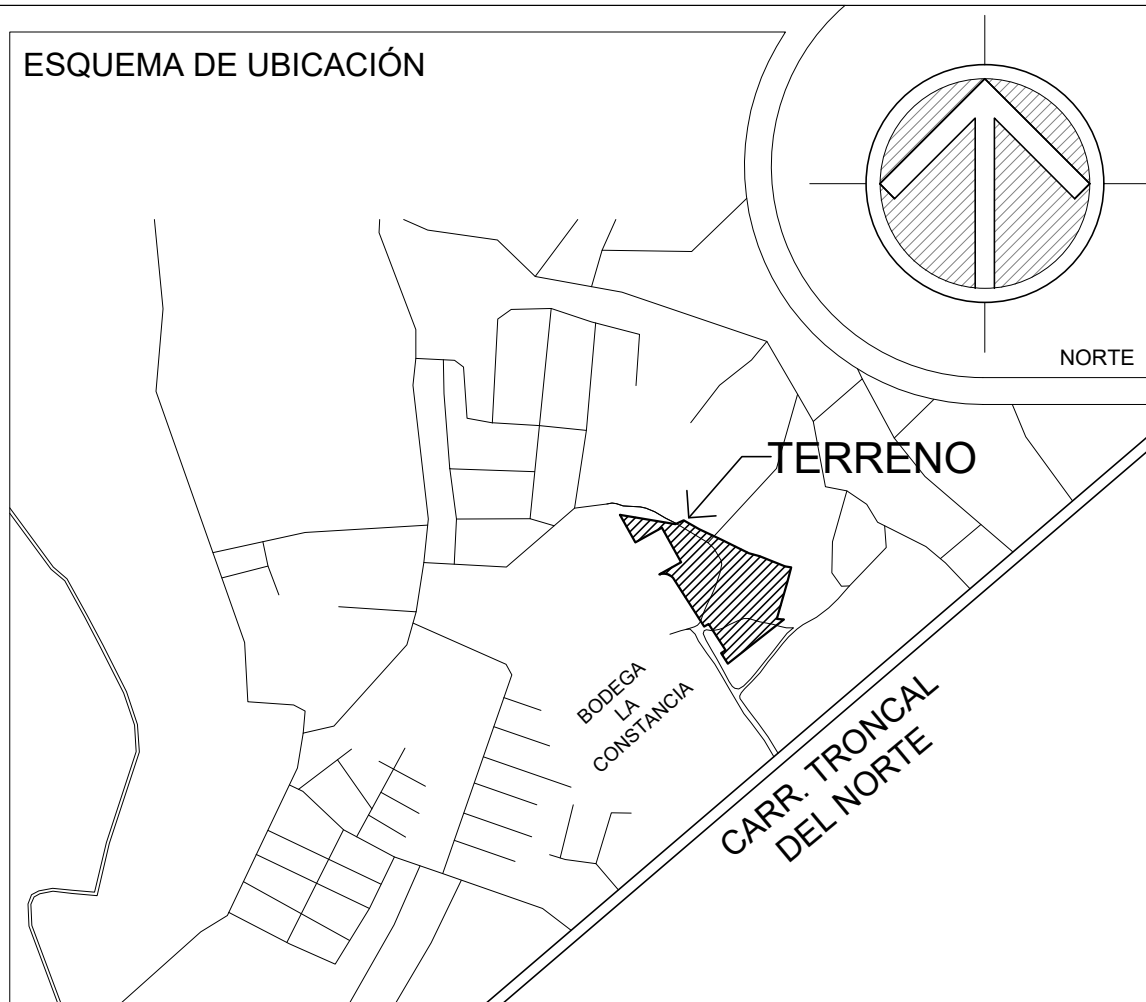 ESQUEMA DE UBICACIÓN
NORTE
TERRENO
BODEGA
LA
CONSTANCIA
CARR. TRONCAL
DEL NORTE